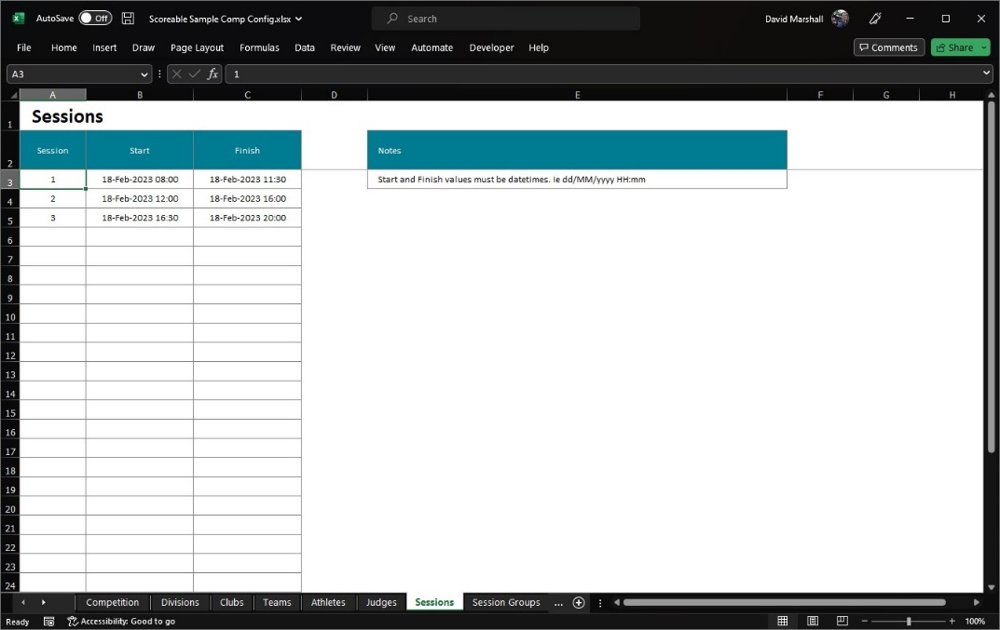 AutoSave Off Scoreable Sample Comp Config.xlsx Search David Marshall
File Home Insert Draw Page Layout Formulas Data Review View Automate Developer Help Comments Share
A3 fx 1
A B C D E F G H
1 Sessions
2 Session Start Finish Notes
3 1 18-Feb-2023 08:00 18-Feb-2023 11:30 Start and Finish values must be datetimes. Ie dd/MM/yyyy HH:mm
4 2 18-Feb-2023 12:00 18-Feb-2023 16:00
5 3 18-Feb-2023 16:30 18-Feb-2023 20:00
6
7
8
9
10
11
12
13
14
15
16
17
18
19
20
21
22
23
24
Competition Divisions Clubs Teams Athletes Judges Sessions Session Groups ...
Ready Accessibility: Good to go 100%